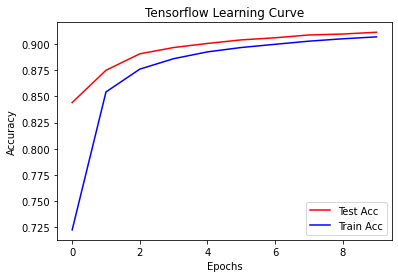 Tensorflow Learning Curve
0.900
0.875
0.850
0.825
0.800
0.775
0.750
0.725
Accuracy
0 2 4 6 8
Epochs
Test Acc
Train Acc